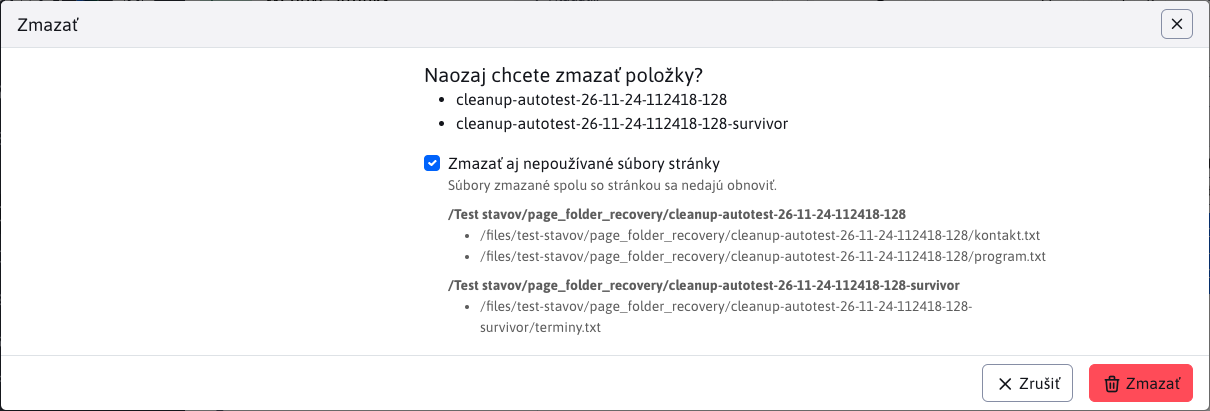 Zmazať
Naozaj chcete zmazať položky?
• cleanup-autotest-26-11-24-112418-128
• cleanup-autotest-26-11-24-112418-128-survivor
Zmazať aj nepoužívané súbory stránky
Súbory zmazané spolu so stránkou sa nedajú obnoviť.
/Test stavov/page_folder_recovery/cleanup-autotest-26-11-24-112418-128
• /files/test-stavov/page_folder_recovery/cleanup-autotest-26-11-24-112418-128/kontakt.txt
• /files/test-stavov/page_folder_recovery/cleanup-autotest-26-11-24-112418-128/program.txt
/Test stavov/page_folder_recovery/cleanup-autotest-26-11-24-112418-128-survivor
• /files/test-stavov/page_folder_recovery/cleanup-autotest-26-11-24-112418-128-
survivor/terminy.txt
Zrušiť
Zmazať